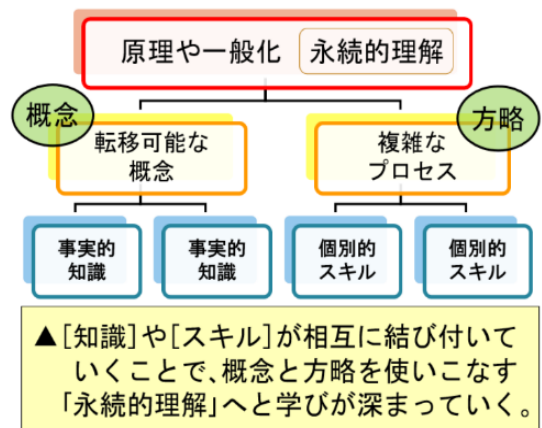 原理や一般化 永続的理解
概念
方略
転移可能な
概念
複雑な
プロセス
事実的
知識
事実的
知識
個別的
スキル
個別的
スキル
▲[知識]や[スキル]が相互に結び付いて
いくことで、概念と方略を使いこなす
「永続的理解」へと学びが深まっていく。